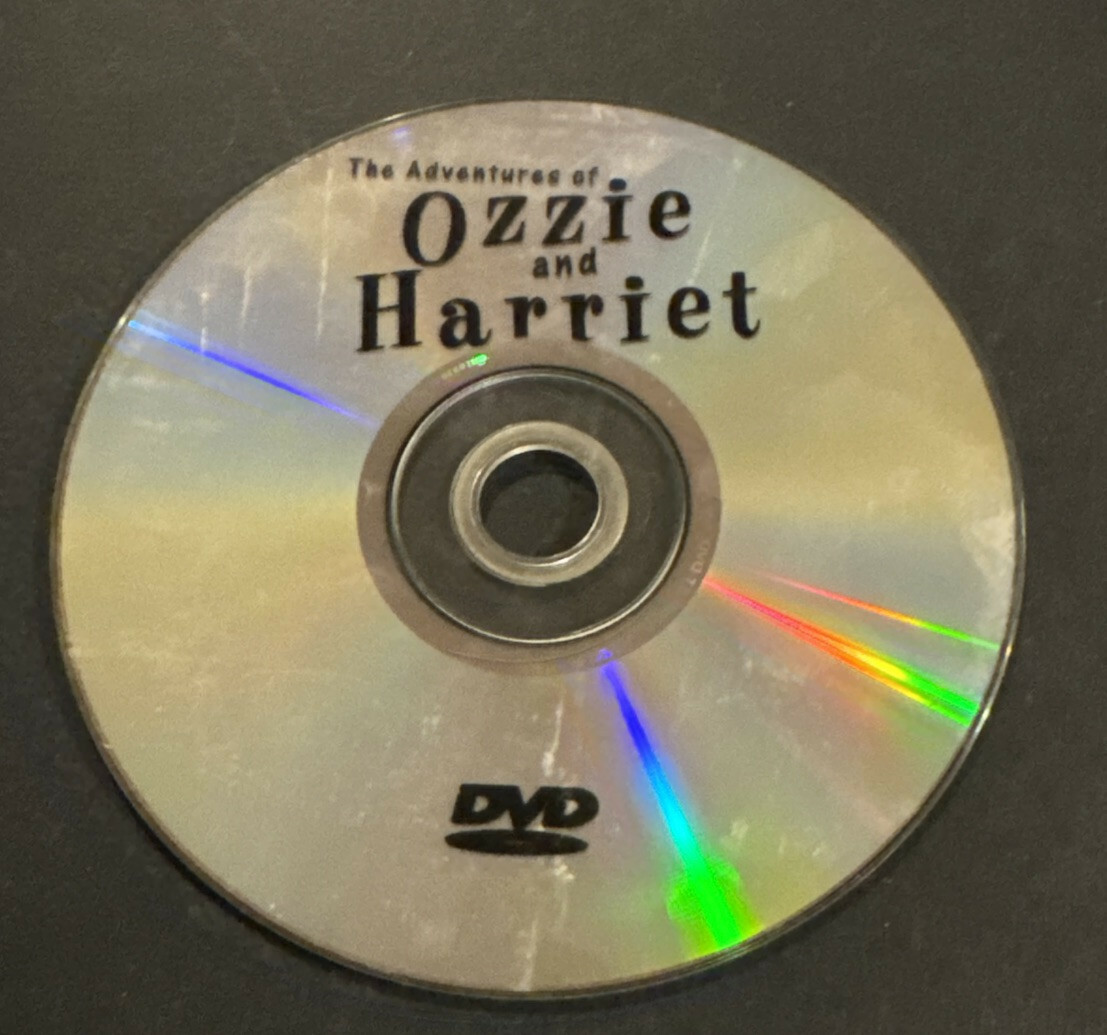 The Adventures of
Ozzie
and
Harriet
DVD